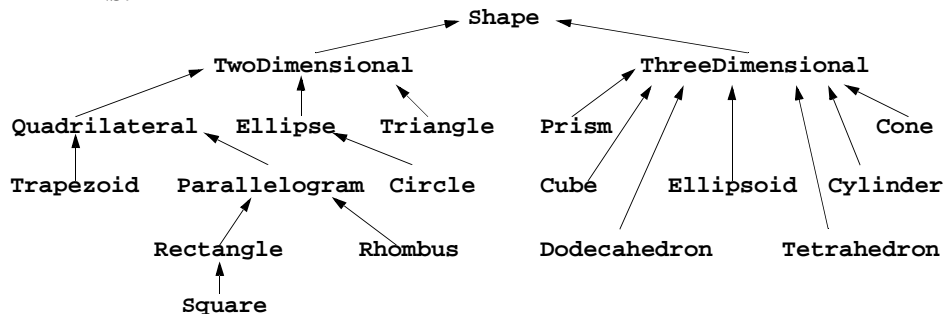 Shape
TwoDimensional ThreeDimensional
Quadrilateral Ellipse Triangle Prism Cone
Trapezoid Parallelogram Circle Cube Ellipsoid Cylinder
Rectangle Rhombus Dodecahedron Tetrahedron
Square